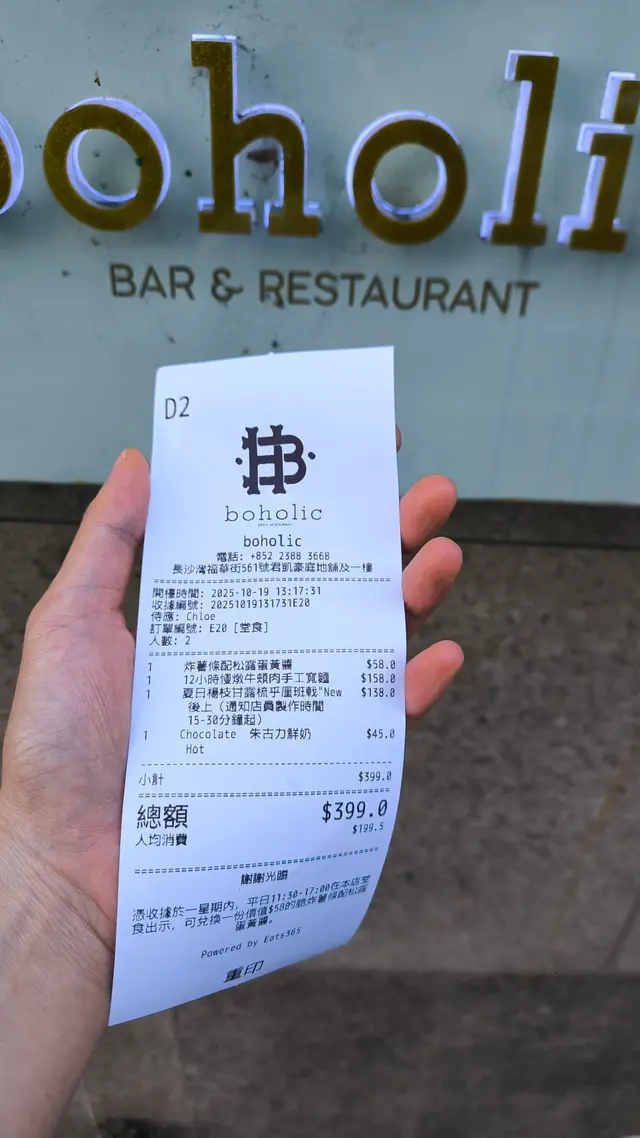 boholi
BAR & RESTAURANT
D2
HB
boholic
boholic
電話: +852 2388 3668
長沙灣福華街561號君凱豪庭地舖及一樓
開檯時間: 2025-10-19 13:17:31
收據編號: 20251019131731E20
侍應: Chloe
訂單編號: E20 [堂食]
人數: 2
1 炸薯條配松露蛋黃醬 $58.0
1 12小時慢燉牛頰肉手工寬麵 $158.0
1 夏日楊枝甘露梳乎厘班戟"New $138.0
後上（通知店員製作時間
15-30分鐘起）
1 Chocolate 朱古力鮮奶 $45.0
Hot
小計 $399.0
總額 $399.0
人均消費 $199.5
謝謝光臨
憑收據於一星期內, 平日11:30-17:00在本店堂
食出示, 可兌換一份價值$58的脆炸薯條配松露
蛋黃醬。
Powered by Eats365
重印